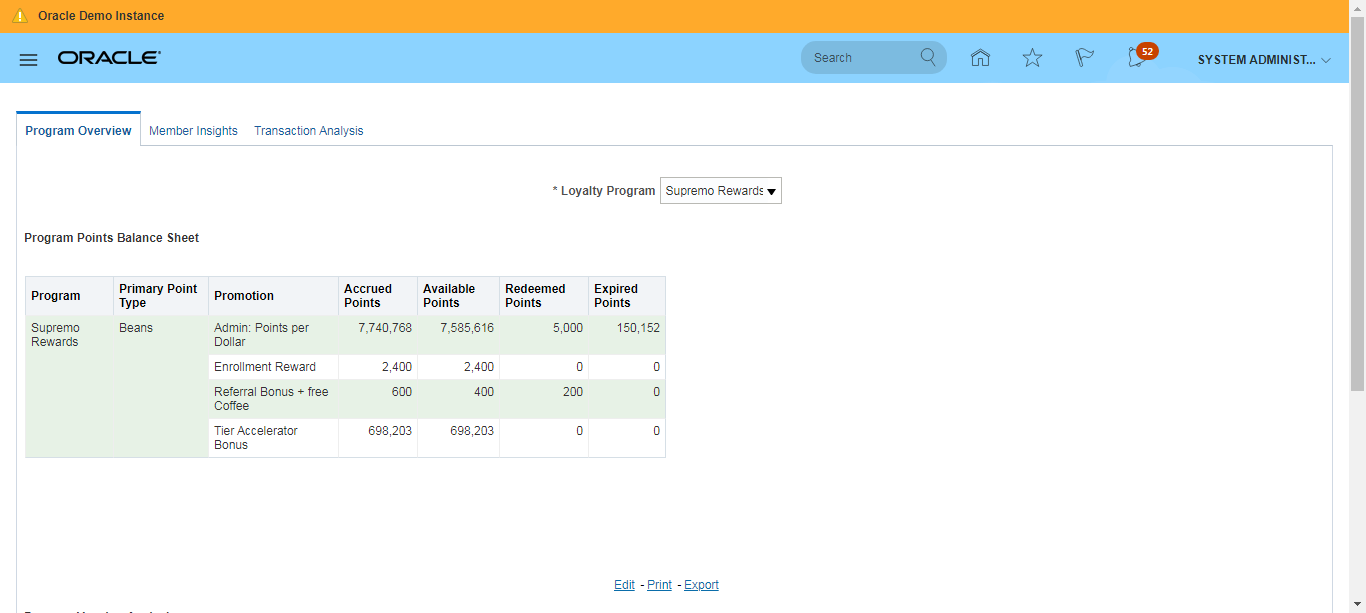 Oracle Demo Instance
ORACLE
Search
52
SYSTEM ADMINIST...
Program Overview
Member Insights
Transaction Analysis
* Loyalty Program
Supremo Rewards
Program Points Balance Sheet
Program
Primary Point
Type
Promotion
Accrued
Points
Available
Points
Redeemed
Points
Expired
Points
Supremo
Rewards
Beans
Admin: Points per
Dollar
7,740,768
7,585,616
5,000
150,152
Enrollment Reward
2,400
2,400
0
0
Referral Bonus + free
Coffee
600
400
200
0
Tier Accelerator
Bonus
698,203
698,203
0
0
Edit - Print - Export